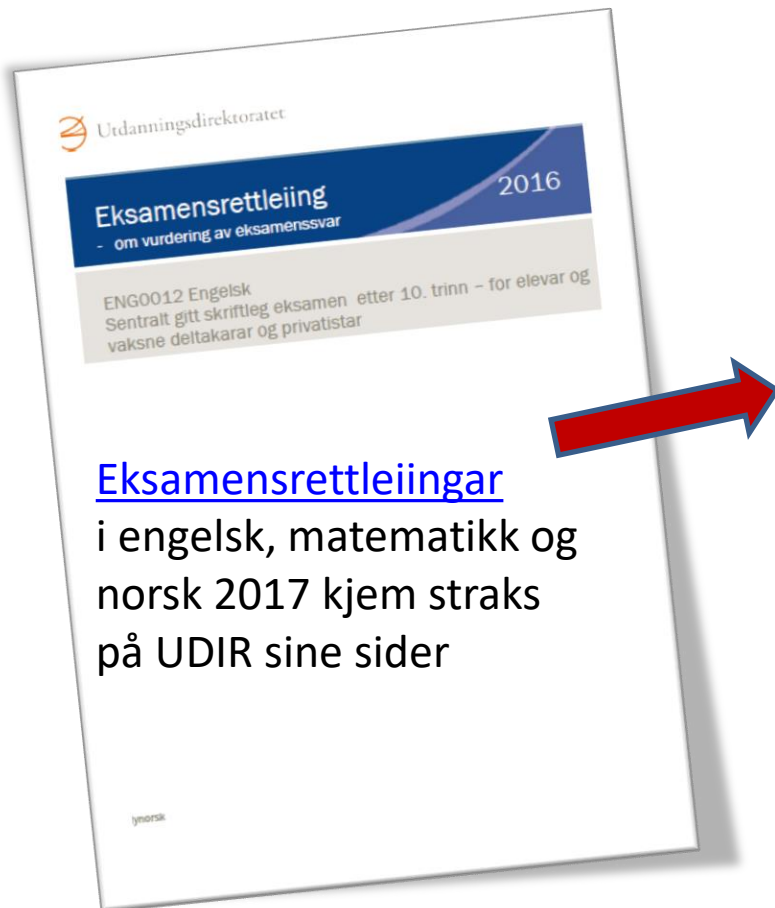 Utdanningsdirektoratet
Eksamensrettleiing
2016
- om vurdering av eksamenssvar
ENG0012 Engelsk
Sentralt gitt skriftleg eksamen etter 10. trinn – for elevar og
vaksne deltakarar og privatistar
Eksamensrettleiingar
i engelsk, matematikk og
norsk 2017 kjem straks
på UDIR sine sider
ynorsk